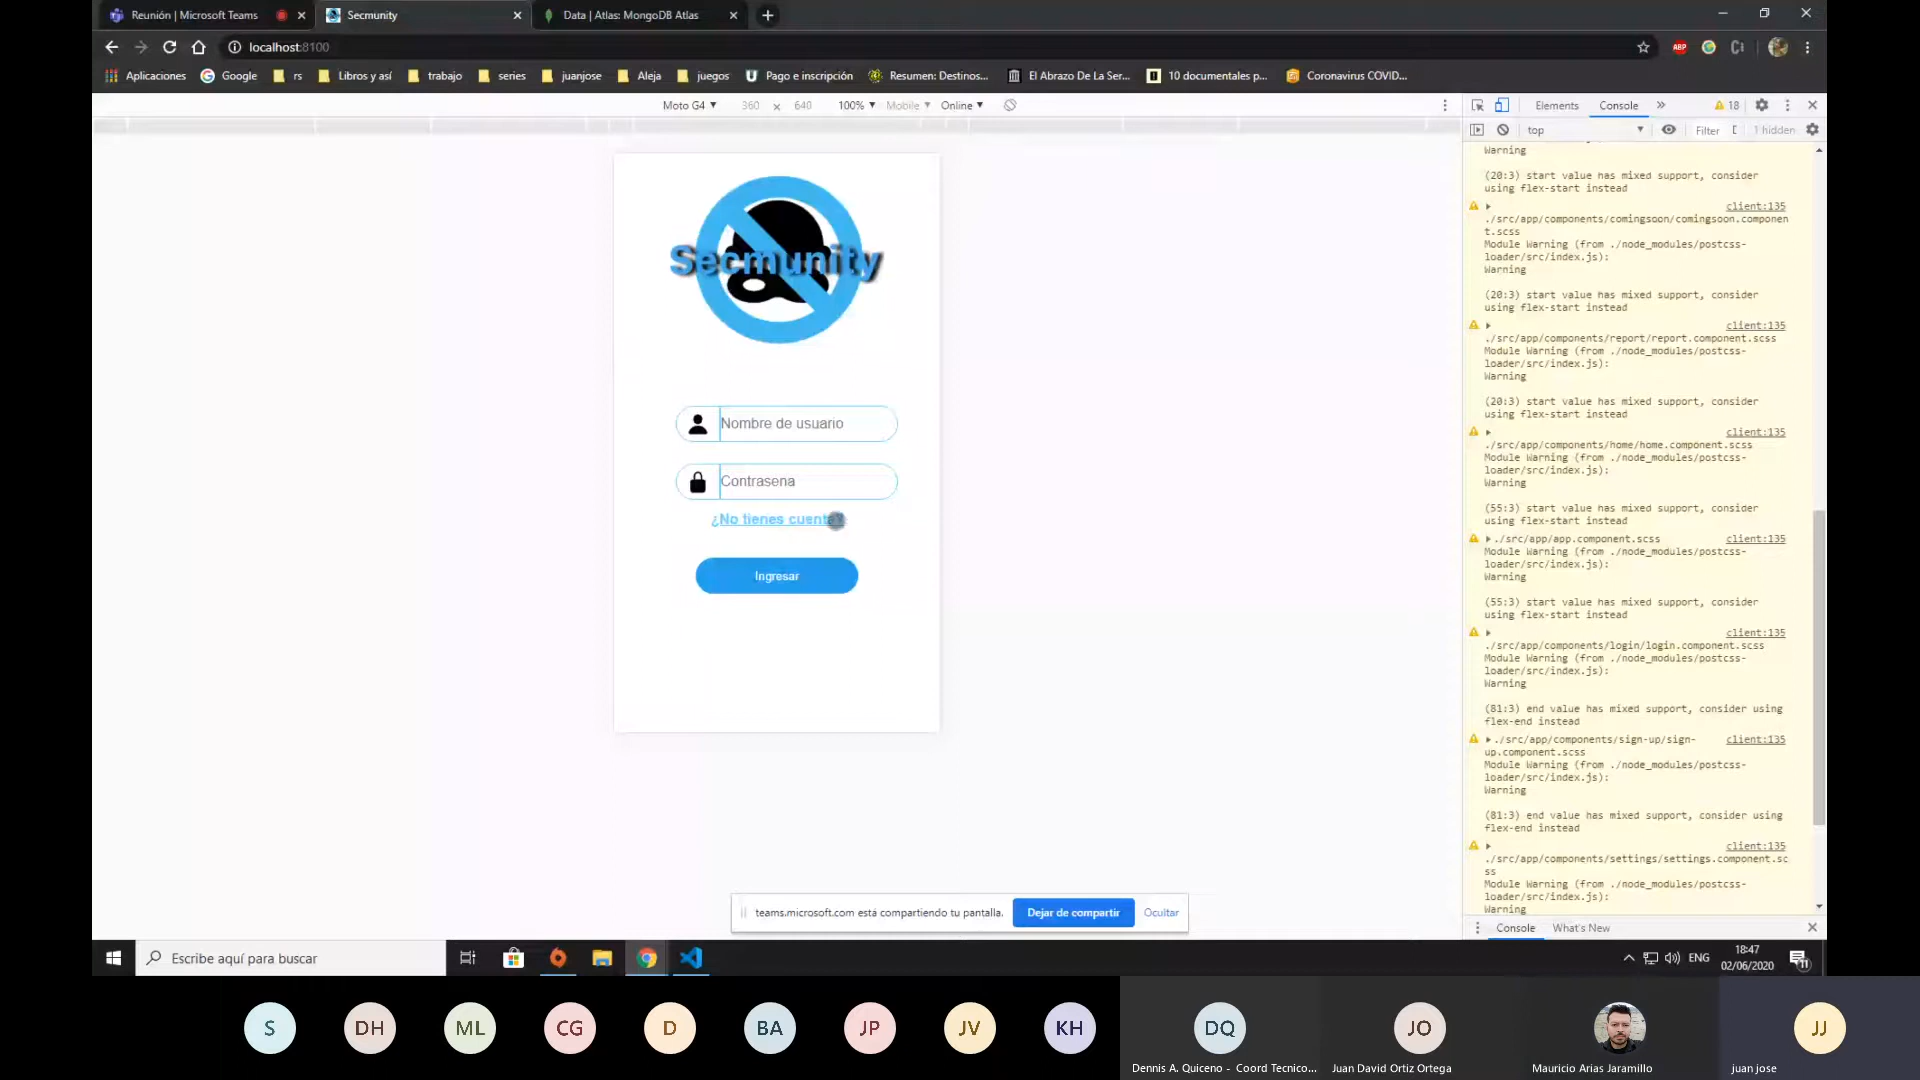 Reunión | Microsoft Teams
Secmunity
Data | Atlas: MongoDB Atlas
localhost:8100
ABP
Aplicaciones
Google
rs
Libros y así
trabajo
series
juanjose
Aleja
juegos
Pago e inscripción
Resumen: Destinos...
El Abrazo De La Ser...
10 documentales p...
Coronavirus COVID...
Moto G4 360 x 640 100% Mobile Online
Elements Console » 18
top Filter 1 hidden
Secmunity
Nombre de usuario
Contrasena
¿No tienes cuenta?
Ingresar
Warning
(20:3) start value has mixed support, consider
using flex-start instead
client:135
./src/app/components/comingsoon/comingsoon.componen
t.scss
Module Warning (from ./node_modules/postcss-
loader/src/index.js):
Warning
(20:3) start value has mixed support, consider
using flex-start instead
client:135
./src/app/components/report/report.component.scss
Module Warning (from ./node_modules/postcss-
loader/src/index.js):
Warning
(20:3) start value has mixed support, consider
using flex-start instead
client:135
./src/app/components/home/home.component.scss
Module Warning (from ./node_modules/postcss-
loader/src/index.js):
Warning
(55:3) start value has mixed support, consider
using flex-start instead
./src/app/app.component.scss client:135
Module Warning (from ./node_modules/postcss-
loader/src/index.js):
Warning
(55:3) start value has mixed support, consider
using flex-start instead
client:135
./src/app/components/login/login.component.scss
Module Warning (from ./node_modules/postcss-
loader/src/index.js):
Warning
(81:3) end value has mixed support, consider using
flex-end instead
./src/app/components/sign-up/sign- client:135
up.component.scss
Module Warning (from ./node_modules/postcss-
loader/src/index.js):
Warning
(81:3) end value has mixed support, consider using
flex-end instead
client:135
./src/app/components/settings/settings.component.sc
ss
Module Warning (from ./node_modules/postcss-
loader/src/index.js):
Warning
Console What's New
teams.microsoft.com está compartiendo tu pantalla.
Dejar de compartir
Ocultar
Escribe aquí para buscar
ENG
18:47
02/06/2020
S
DH
ML
CG
D
BA
JP
JV
KH
DQ
JO
JJ
Dennis A. Quiceno - Coord Tecnico...
Juan David Ortiz Ortega
Mauricio Arias Jaramillo
juan jose